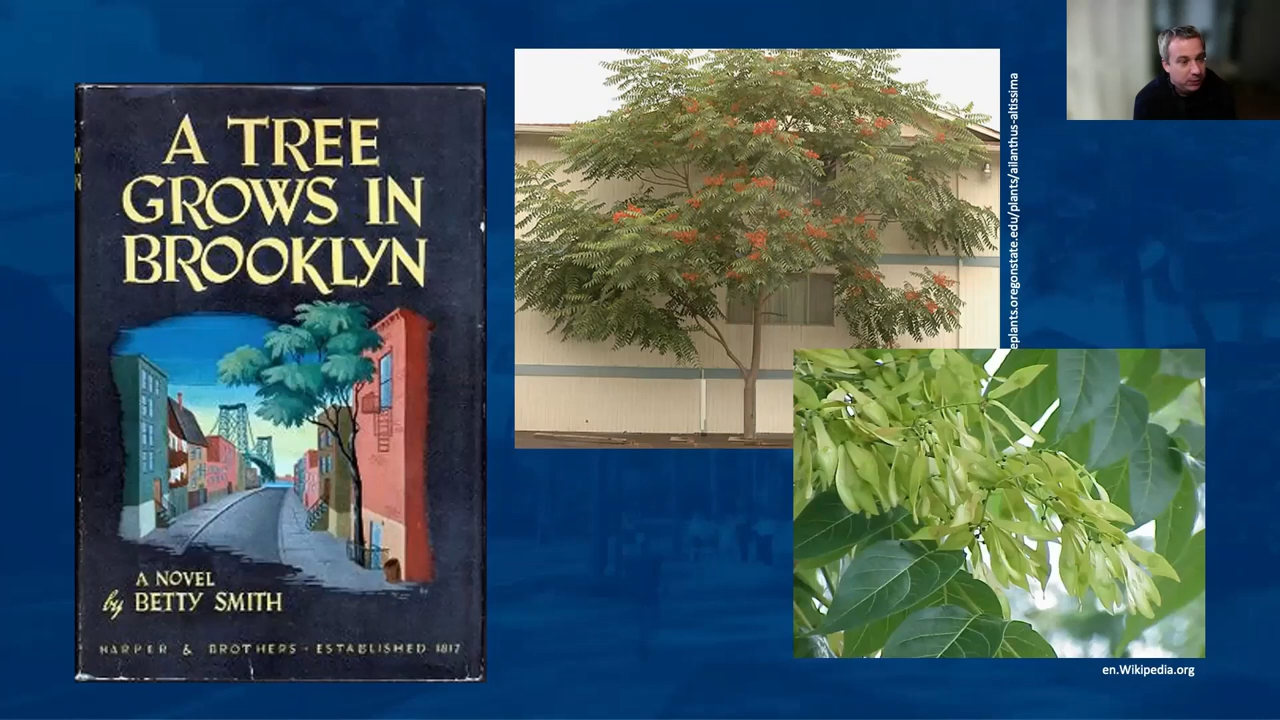 A TREE
GROWS IN
BROOKLYN
A NOVEL
by BETTY SMITH
HARPER & BROTHERS · ESTABLISHED 1817
eplants.oregonstate.edu/plants/ailanthus-altissima
en.Wikipedia.org